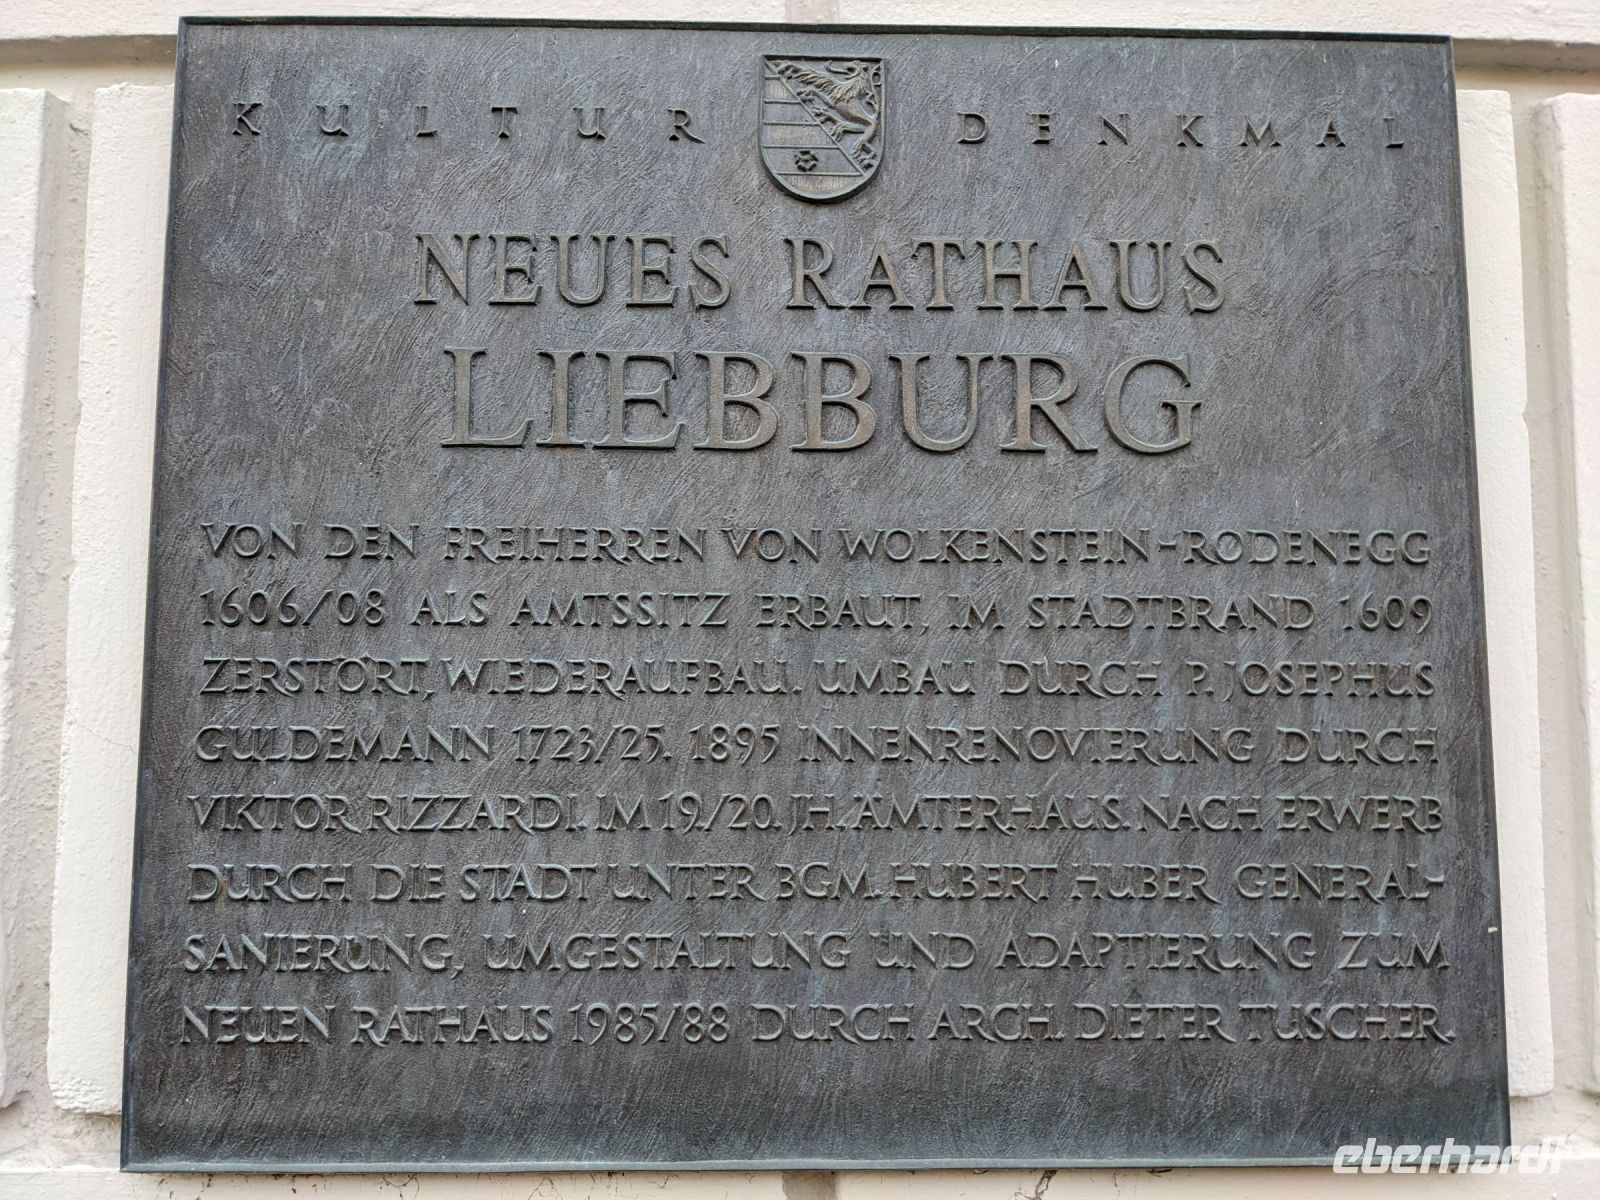 KULTUR DENKMAL
NEUES RATHAUS
LIEBBURG
VON DEN FREIHERREN VON WOLKENSTEIN-RODENEGG
1606/08 ALS AMTSSITZ ERBAUT, IM STADTBRAND 1609
ZERSTÖRT, WIEDERAUFBAU. UMBAU DURCH P. JOSEPHUS
GULDEMANN 1723/25. 1895 INNENRENOVIERUNG DURCH
VIKTOR RIZZARDI. IM 19./20. JH. ÄMTERHAUS. NACH ERWERB
DURCH DIE STADT UNTER BGM. HUBERT HUBER GENERAL-
SANIERUNG, UMGESTALTUNG UND ADAPTIERUNG ZUM
NEUEN RATHAUS 1985/88 DURCH ARCH. DIETER TUSCHER.
eberhardt